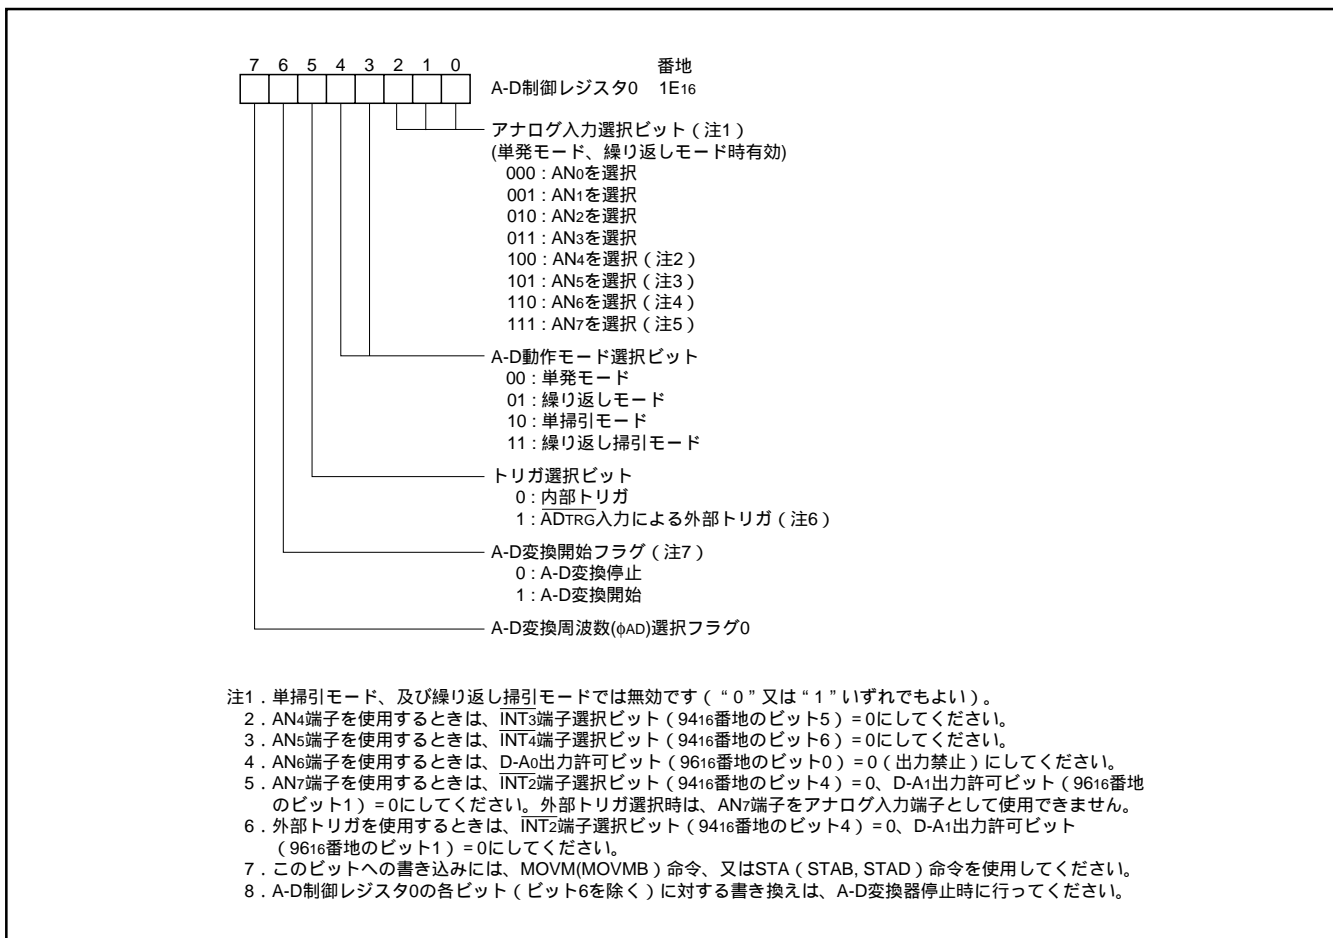 7 6 5 4 3 2 1 0
番地
A-D制御レジスタ0 1E16
アナログ入力選択ビット（注1）
(単発モード、繰り返しモード時有効)
000 : AN0を選択
001 : AN1を選択
010 : AN2を選択
011 : AN3を選択
100 : AN4を選択（注2）
101 : AN5を選択（注3）
110 : AN6を選択（注4）
111 : AN7を選択（注5）
A-D動作モード選択ビット
00 : 単発モード
01 : 繰り返しモード
10 : 単掃引モード
11 : 繰り返し掃引モード
トリガ選択ビット
0 : 内部トリガ
1 : ADTRG入力による外部トリガ（注6）
A-D変換開始フラグ（注7）
0 : A-D変換停止
1 : A-D変換開始
A-D変換周波数(φAD)選択フラグ0
注1．単掃引モード、及び繰り返し掃引モードでは無効です（“0”又は“1”いずれでもよい）。
2．AN4端子を使用するときは、INT3端子選択ビット（9416番地のビット5）=0にしてください。
3．AN5端子を使用するときは、INT4端子選択ビット（9416番地のビット6）=0にしてください。
4．AN6端子を使用するときは、D-A0出力許可ビット（9616番地のビット0）=0（出力禁止）にしてください。
5．AN7端子を使用するときは、INT2端子選択ビット（9416番地のビット4）=0、D-A1出力許可ビット（9616番地
のビット1）=0にしてください。外部トリガ選択時は、AN7端子をアナログ入力端子として使用できません。
6．外部トリガを使用するときは、INT2端子選択ビット（9416番地のビット4）=0、D-A1出力許可ビット
（9616番地のビット1）=0にしてください。
7．このビットへの書き込みには、MOVM(MOVMB）命令、又はSTA（STAB, STAD）命令を使用してください。
8．A-D制御レジスタ0の各ビット（ビット6を除く）に対する書き換えは、A-D変換器停止時に行ってください。